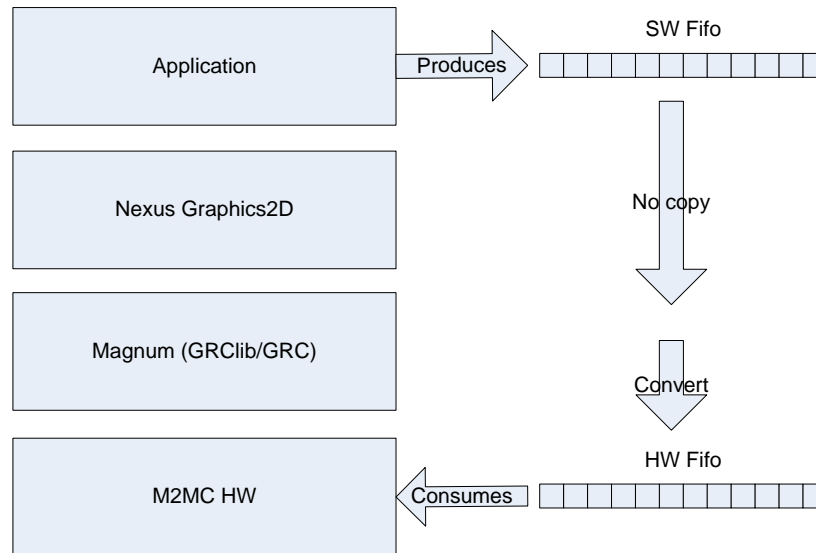 SW Fifo
Application
Produces
Nexus Graphics2D
No copy
Magnum (GRClib/GRC)
Convert
HW Fifo
M2MC HW
Consumes